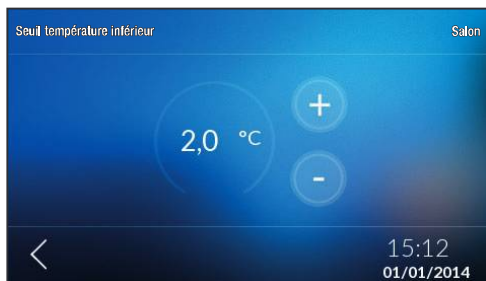 Seuil température inférieur
Salon
2,0 °C
+
-
15:12
01/01/2014